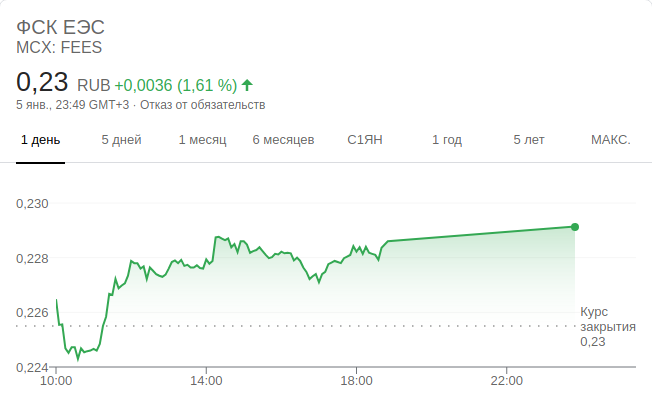 ФСК ЕЭС
MCX: FEES
0,23 RUB +0,0036 (1,61 %)
5 янв., 23:49 GMT+3 · Отказ от обязательств
1 день 5 дней 1 месяц 6 месяцев С1ЯН 1 год 5 лет МАКС.
0,230
0,228
0,226
Курс
закрытия
0,23
0,224
10:00 14:00 18:00 22:00